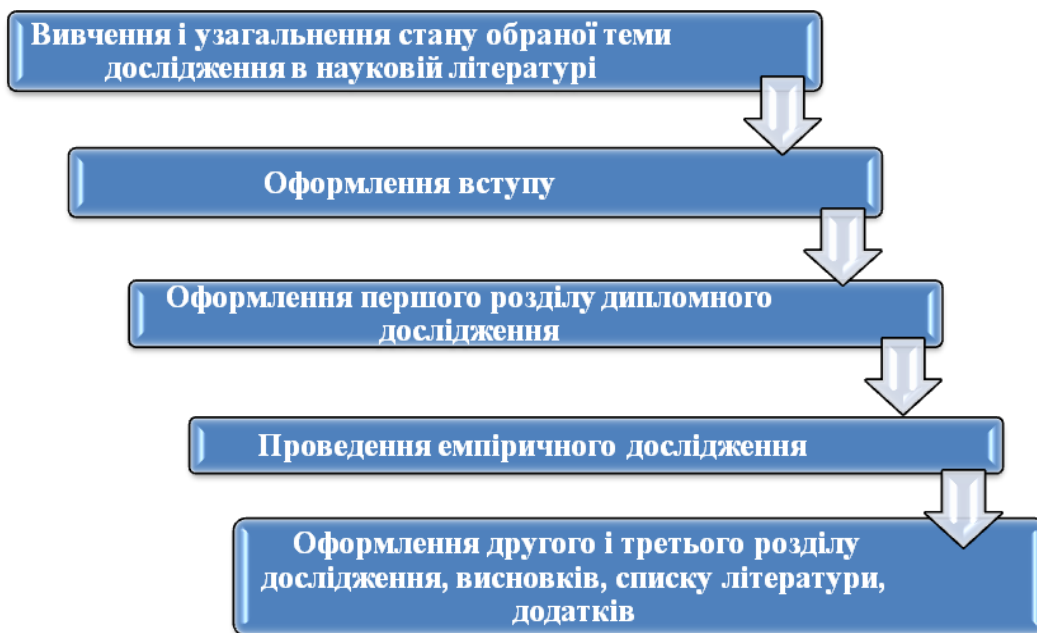 Вивчення і узагальнення стану обраної теми
дослідження в науковій літературі
Оформлення вступу
Оформлення першого розділу дипломного
дослідження
Проведення емпіричного дослідження
Оформлення другого і третього розділу
дослідження, висновків, списку літератури,
додатків